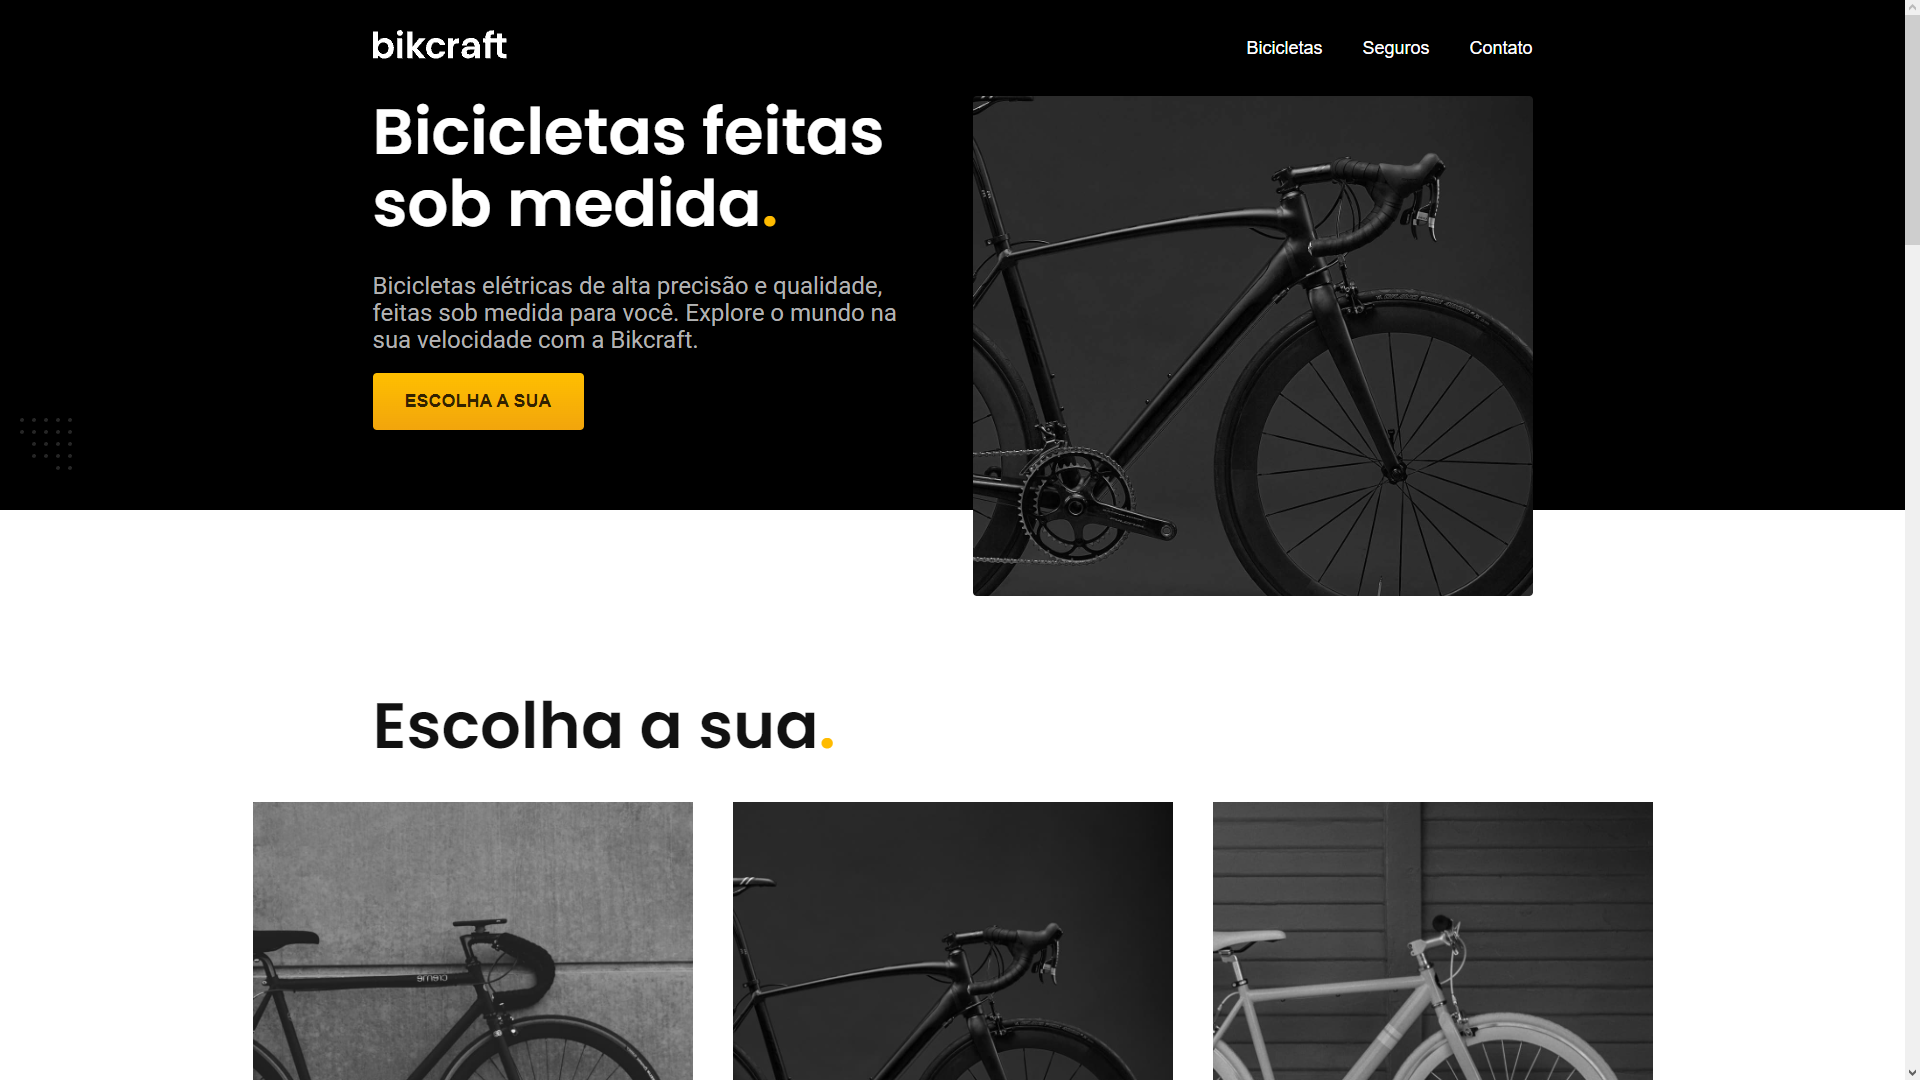 bikcraft
Bicicletas
Seguros
Contato
Bicicletas feitas
sob medida.
Bicicletas elétricas de alta precisão e qualidade,
feitas sob medida para você. Explore o mundo na
sua velocidade com a Bikcraft.
ESCOLHA A SUA
Escolha a sua.